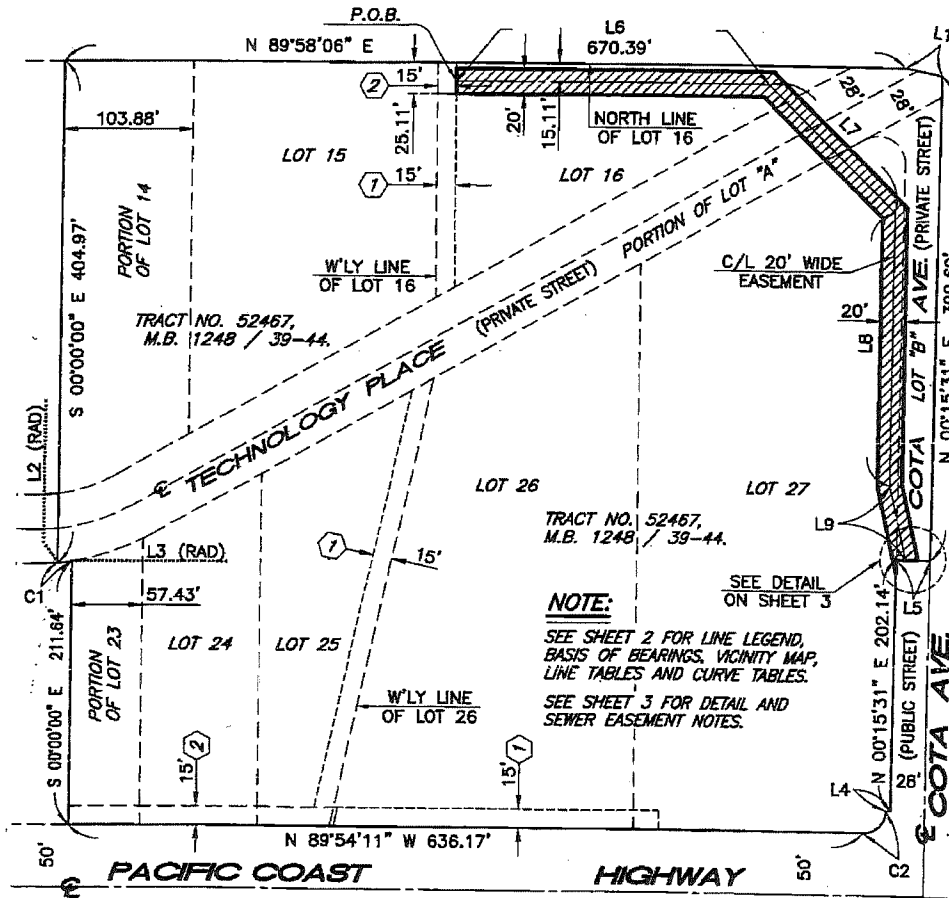 P.O.B.
N 89°58'06" E
L6
670.39'
L1
2
15'
103.88'
25.11'
20'
15.11'
NORTH LINE
OF LOT 16
28'
28'
L7
LOT 15
1
15'
LOT 16
PORTION
OF LOT 14
S 00°00'00" E 404.97'
W'LY LINE
OF LOT 16
PORTION OF LOT "A"
(PRIVATE STREET)
C/L 20' WIDE
EASEMENT
20'
L8
COTA AVE. (PRIVATE STREET)
LOT "B"
N 00°15'31" E
TRACT NO. 52467,
M.B. 1248 / 39-44.
℄ TECHNOLOGY PLACE
L2 (RAD)
LOT 26
LOT 27
L9
TRACT NO. 52467,
M.B. 1248 / 39-44.
1
15'
L3 (RAD)
C1
57.43'
SEE DETAIL
ON SHEET 3
L5
NOTE:
SEE SHEET 2 FOR LINE LEGEND,
BASIS OF BEARINGS, VICINITY MAP,
LINE TABLES AND CURVE TABLES.
SEE SHEET 3 FOR DETAIL AND
SEWER EASEMENT NOTES.
S 00°00'00" E 211.64'
PORTION
OF LOT 23
LOT 24
LOT 25
W'LY LINE
OF LOT 26
N 00°15'31" E 202.14'
(PUBLIC STREET)
℄ COTA AVE.
2
15'
1
15'
L4
28'
N 89°54'11" W 636.17'
C2
50'
50'
℄ PACIFIC COAST HIGHWAY